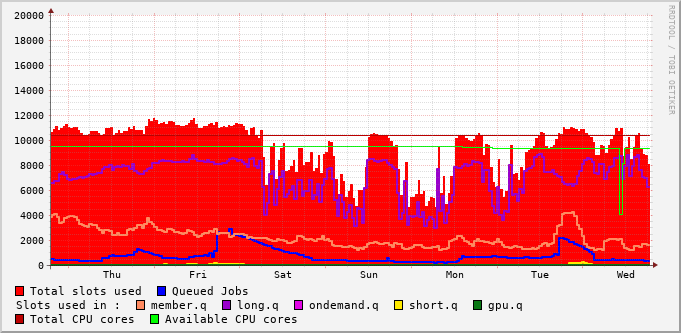 RRDTOOL / TOBI OETIKER
20000
18000
16000
14000
12000
10000
8000
6000
4000
2000
0
Thu Fri Sat Sun Mon Tue Wed
Total slots used Queued Jobs
Slots used in : member.q long.q ondemand.q short.q gpu.q
Total CPU cores Available CPU cores